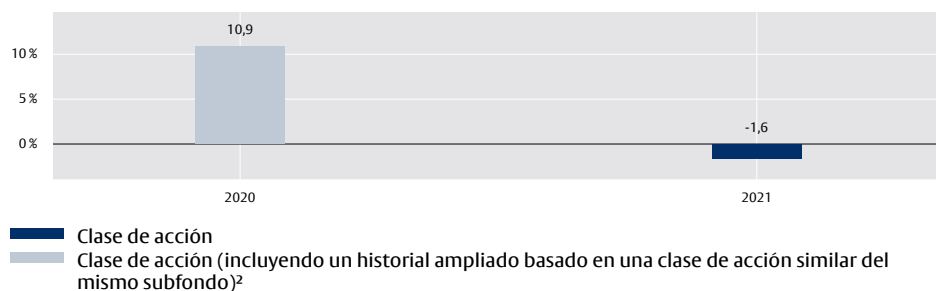 10,9
10 %
5 %
-1,6
0 %
2020 2021
Clase de acción
Clase de acción (incluyendo un historial ampliado basado en una clase de acción similar del
mismo subfondo)²